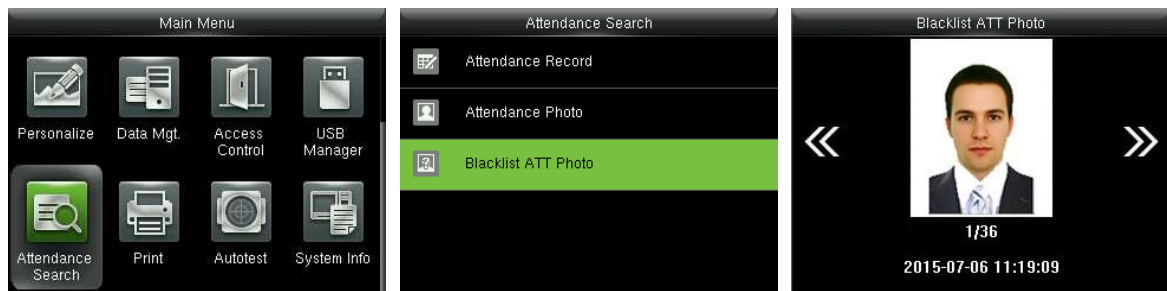 Main Menu
Personalize
Data Mgt.
Access
Control
USB
Manager
Attendance
Search
Print
Autotest
System Info
Attendance Search
Attendance Record
Attendance Photo
Blacklist ATT Photo
Blacklist ATT Photo
1/36
2015-07-06 11:19:09